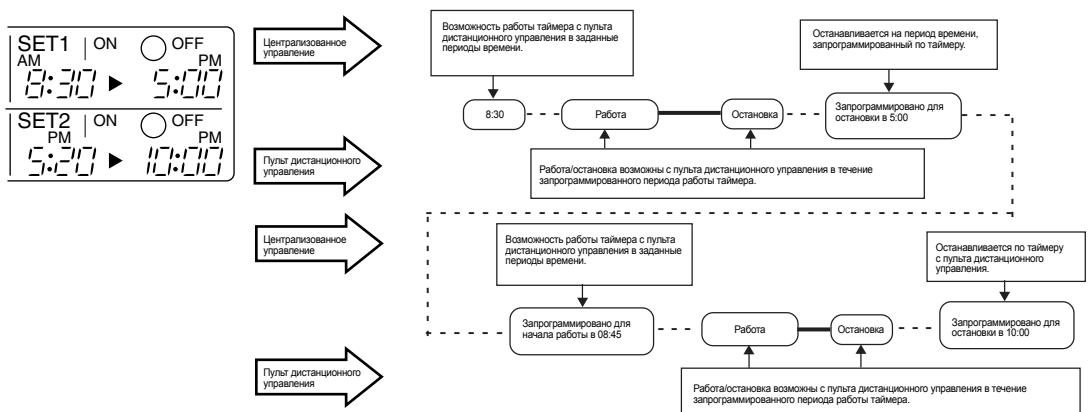 SET1 ON OFF
AM PM
8:30 ▶ 5:00
SET2 ON OFF
PM PM
5:20 ▶ 10:00
Централизованное
управление
Возможность работы таймера с пульта
дистанционного управления в заданные
периоды времени.
Останавливается на период времени,
запрограммированный по таймеру.
8:30
Работа
Остановка
Запрограммировано для
остановки в 5:00
Пульт дистанционного
управления
Работа/остановка возможны с пульта дистанционного управления в течение
запрограммированного периода работы таймера.
Централизованное
управление
Возможность работы таймера с пульта
дистанционного управления в заданные
периоды времени.
Останавливается по таймеру
с пульта дистанционного
управления.
Запрограммировано для
начала работы в 08:45
Работа
Остановка
Запрограммировано для
остановки в 10:00
Пульт дистанционного
управления
Работа/остановка возможны с пульта дистанционного управления в течение
запрограммированного периода работы таймера.